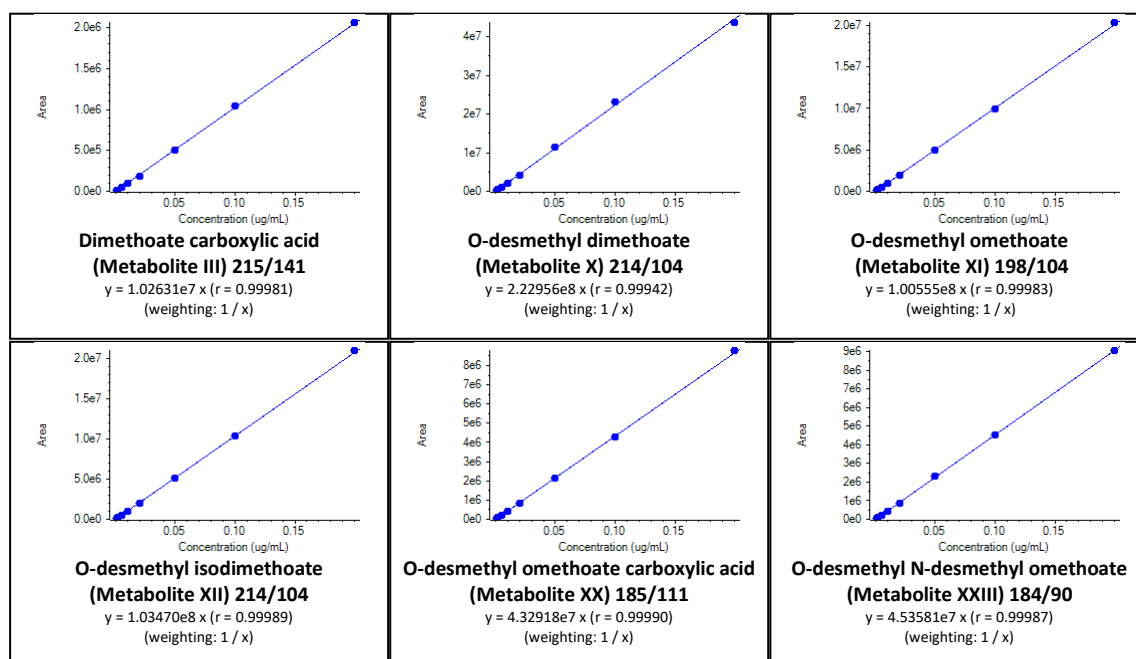 2.0e6
1.5e6
1.0e6
5.0e5
0.0e0
Area
0.05 0.10 0.15
Concentration (ug/mL)
Dimethoate carboxylic acid
(Metabolite III) 215/141
y = 1.02631e7 x (r = 0.99981)
(weighting: 1 / x)
4e7
3e7
2e7
1e7
0e0
Area
0.05 0.10 0.15
Concentration (ug/mL)
O-desmethyl dimethoate
(Metabolite X) 214/104
y = 2.22956e8 x (r = 0.99942)
(weighting: 1 / x)
2.0e7
1.5e7
1.0e7
5.0e6
0.0e0
Area
0.05 0.10 0.15
Concentration (ug/mL)
O-desmethyl omethoate
(Metabolite XI) 198/104
y = 1.00555e8 x (r = 0.99983)
(weighting: 1 / x)
2.0e7
1.5e7
1.0e7
5.0e6
0.0e0
Area
0.05 0.10 0.15
Concentration (ug/mL)
O-desmethyl isodimethoate
(Metabolite XII) 214/104
y = 1.03470e8 x (r = 0.99989)
(weighting: 1 / x)
8e6
7e6
6e6
5e6
4e6
3e6
2e6
1e6
0e0
Area
0.05 0.10 0.15
Concentration (ug/mL)
O-desmethyl omethoate carboxylic acid
(Metabolite XX) 185/111
y = 4.32918e7 x (r = 0.99990)
(weighting: 1 / x)
9e6
8e6
7e6
6e6
5e6
4e6
3e6
2e6
1e6
0e0
Area
0.05 0.10 0.15
Concentration (ug/mL)
O-desmethyl N-desmethyl omethoate
(Metabolite XXIII) 184/90
y = 4.53581e7 x (r = 0.99987)
(weighting: 1 / x)